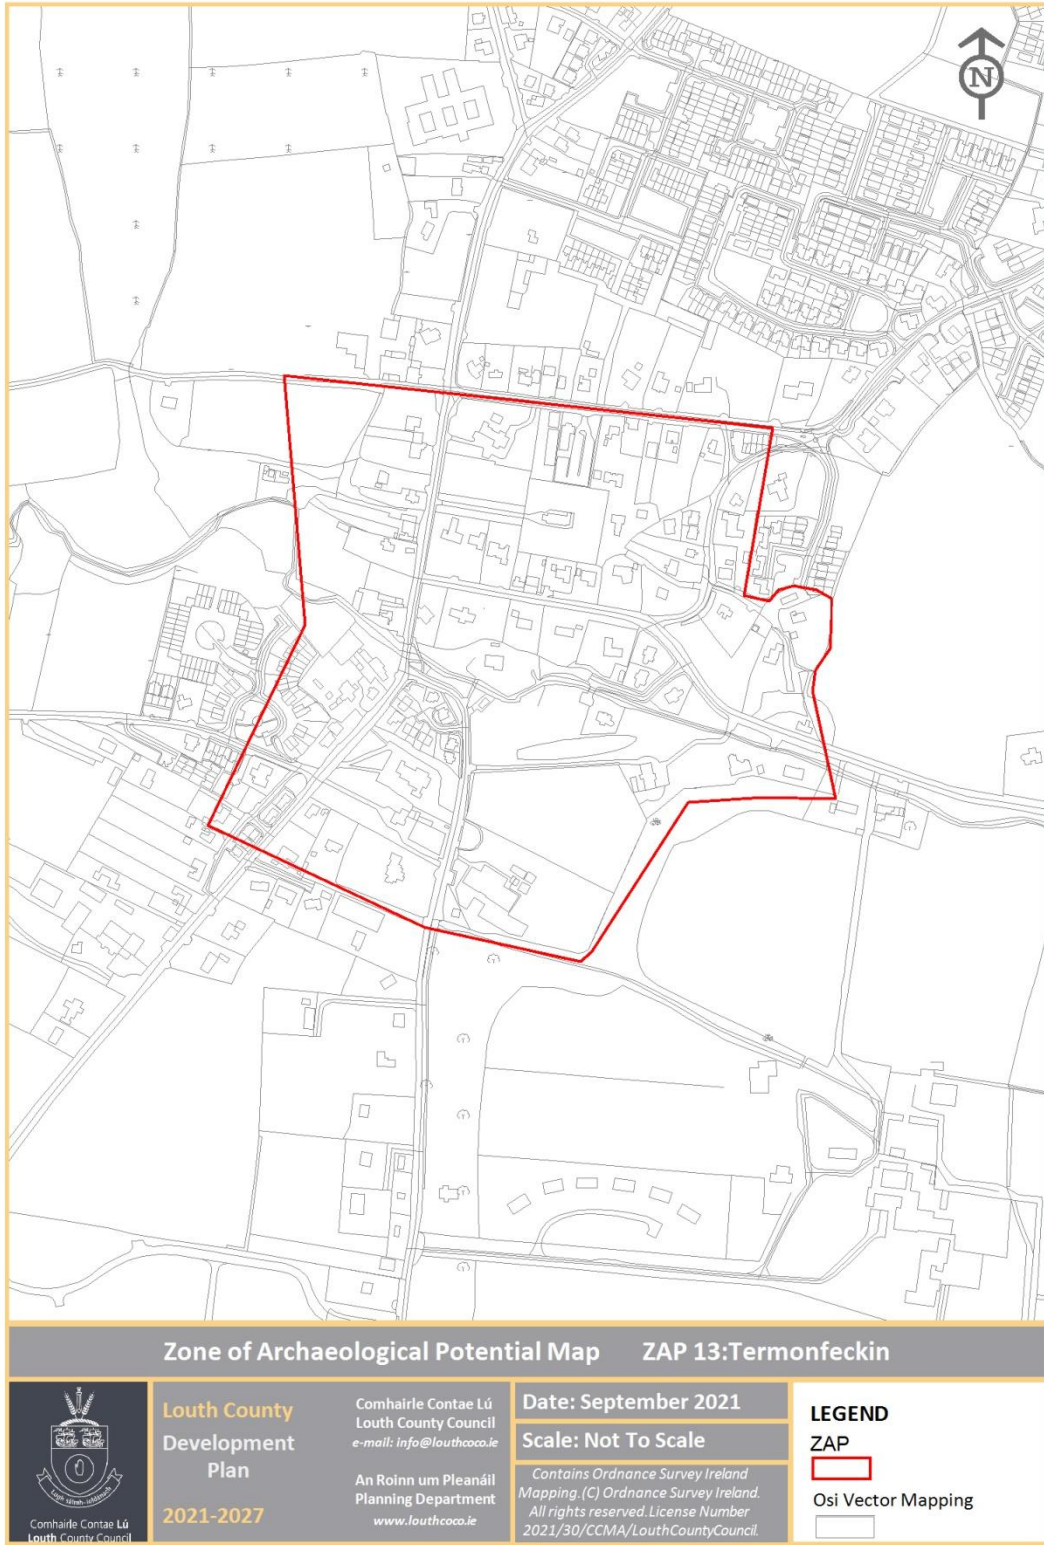 N
Zone of Archaeological Potential Map ZAP 13:Termonfeckin
Comhairle Contae Lú
Louth County Council
Louth County
Development
Plan
2021-2027
Comhairle Contae Lú
Louth County Council
e-mail: info@louthcoco.ie
An Roinn um Pleanáil
Planning Department
www.louthcoco.ie
Date: September 2021
Scale: Not To Scale
Contains Ordnance Survey Ireland
Mapping.(C) Ordnance Survey Ireland.
All rights reserved.License Number
2021/30/CCMA/LouthCountyCouncil.
LEGEND
ZAP
Osi Vector Mapping